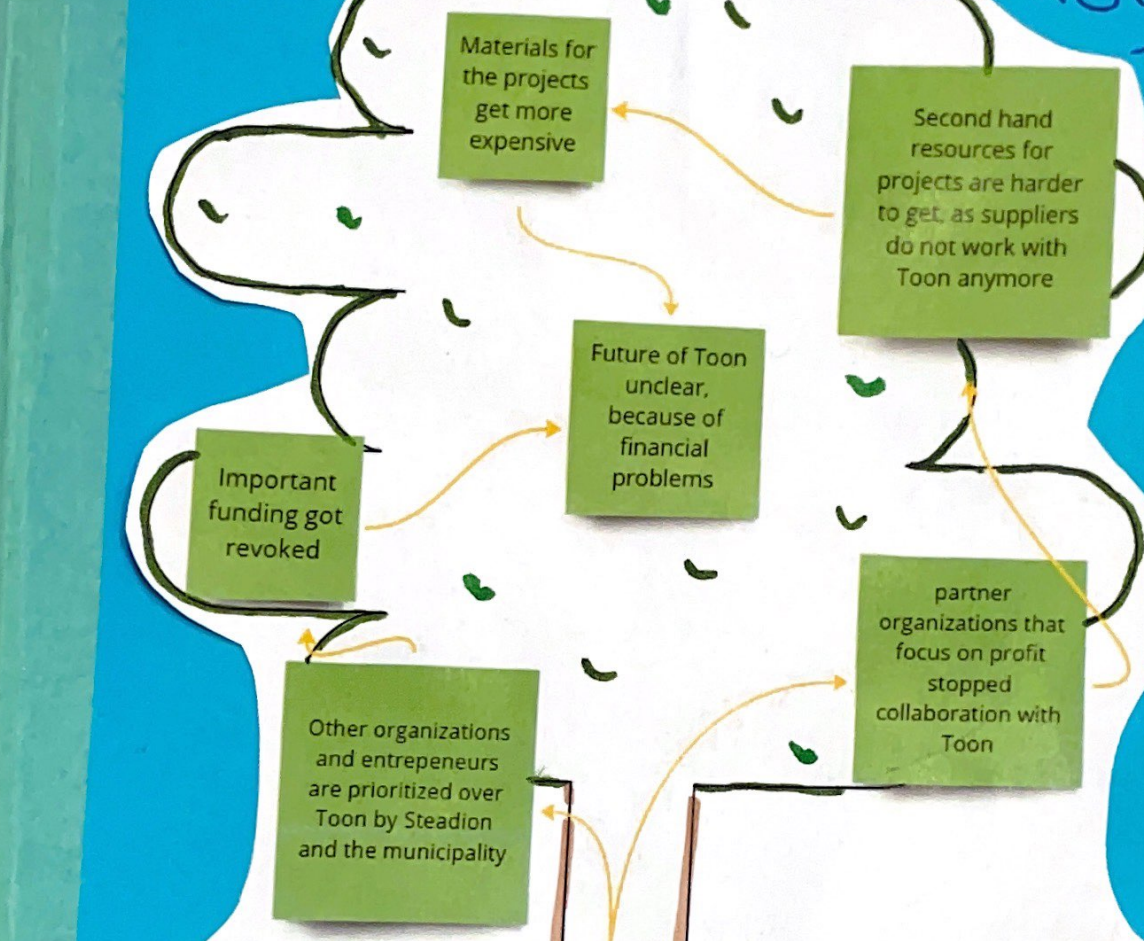 Materials for
the projects
get more
expensive
Second hand
resources for
projects are harder
to get, as suppliers
do not work with
Toon anymore
Future of Toon
unclear,
because of
financial
problems
Important
funding got
revoked
partner
organizations that
focus on profit
stopped
collaboration with
Toon
Other organizations
and entrepeneurs
are prioritized over
Toon by Steadion
and the municipality